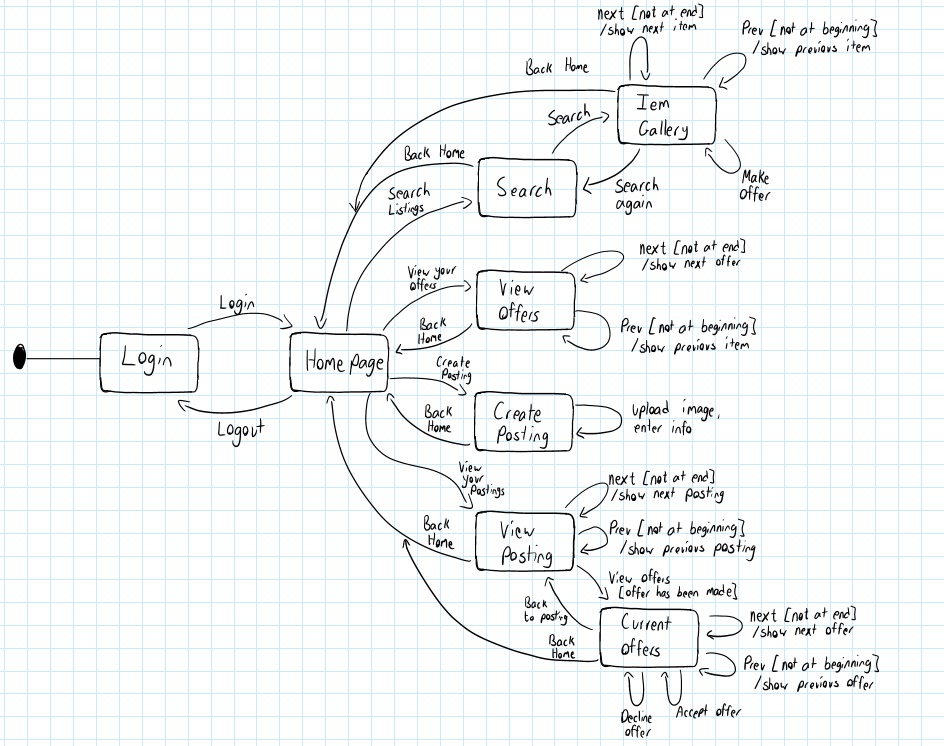 next [not at end]
/show next item
Prev [not at beginning]
/show previous item
Back Home
Iem
Gallery
Search
Back Home
Search
Search
again
Make
Offer
Search
Listings
next [not at end]
/show next offer
View your
Offers
View
Offers
Login
Back
Home
Prev [not at beginning]
/show previous item
Login
Home Page
Create
Posting
Create
Posting
Upload image,
enter info
Back
Home
Logout
View
your
Postings
next [not at end]
/show next posting
Back
Home
View
Posting
Prev [not at beginning]
/show previous posting
View offers
[offer has been made]
Back
to posting
Current
offers
next [not at end]
/show next offer
Back
Home
Prev [not at beginning]
/show previous offer
Decline
offer
Accept offer